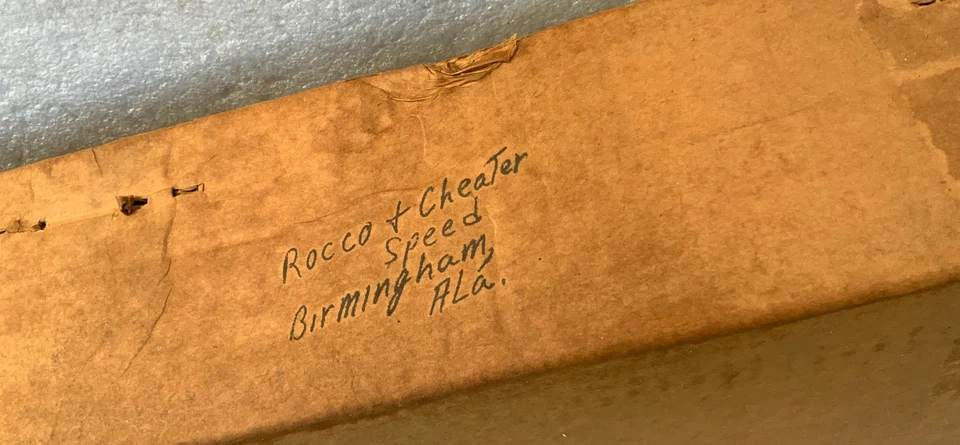 Rocco + Cheater
Speed
Birmingham,
ALa.